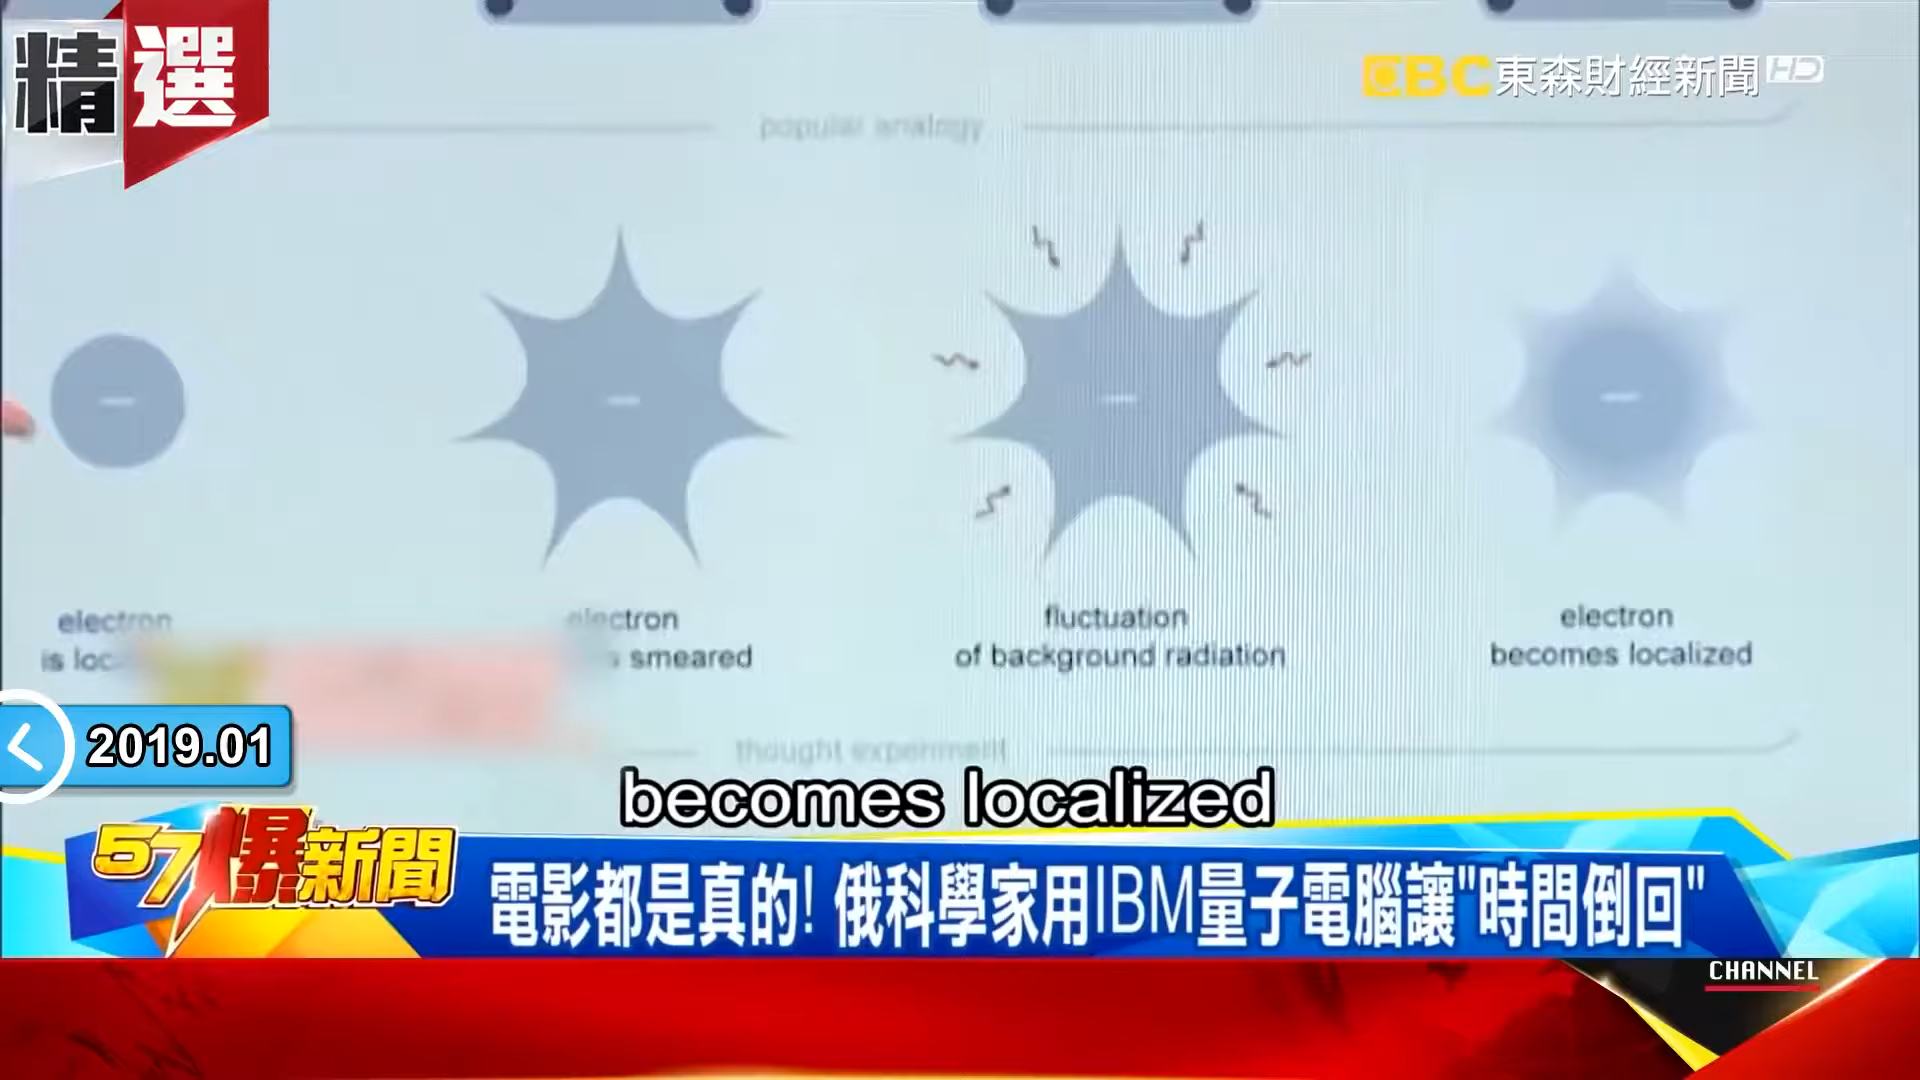 精選
EBC東森財經新聞HD
popular analogy
electron
electron
smeared
fluctuation
of background radiation
electron
becomes localized
thought experiment
2019.01
becomes localized
57爆新聞
電影都是真的! 俄科學家用IBM量子電腦讓"時間倒回"
CHANNEL